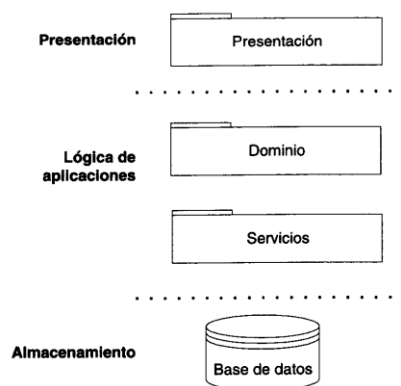 Presentación
Presentación
Dominio
Lógica de
aplicaciones
Servicios
Almacenamiento
Base de datos